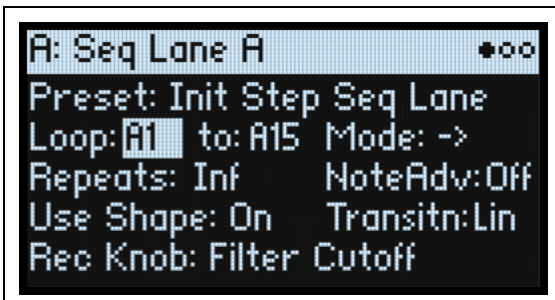 A: Seq Lane A
Preset: Init Step Seq Lane
Loop: A1 to: A15 Mode: ->
Repeats: Inf NoteAdv: Off
Use Shape: On Transitn: Lin
Rec Knob: Filter Cutoff